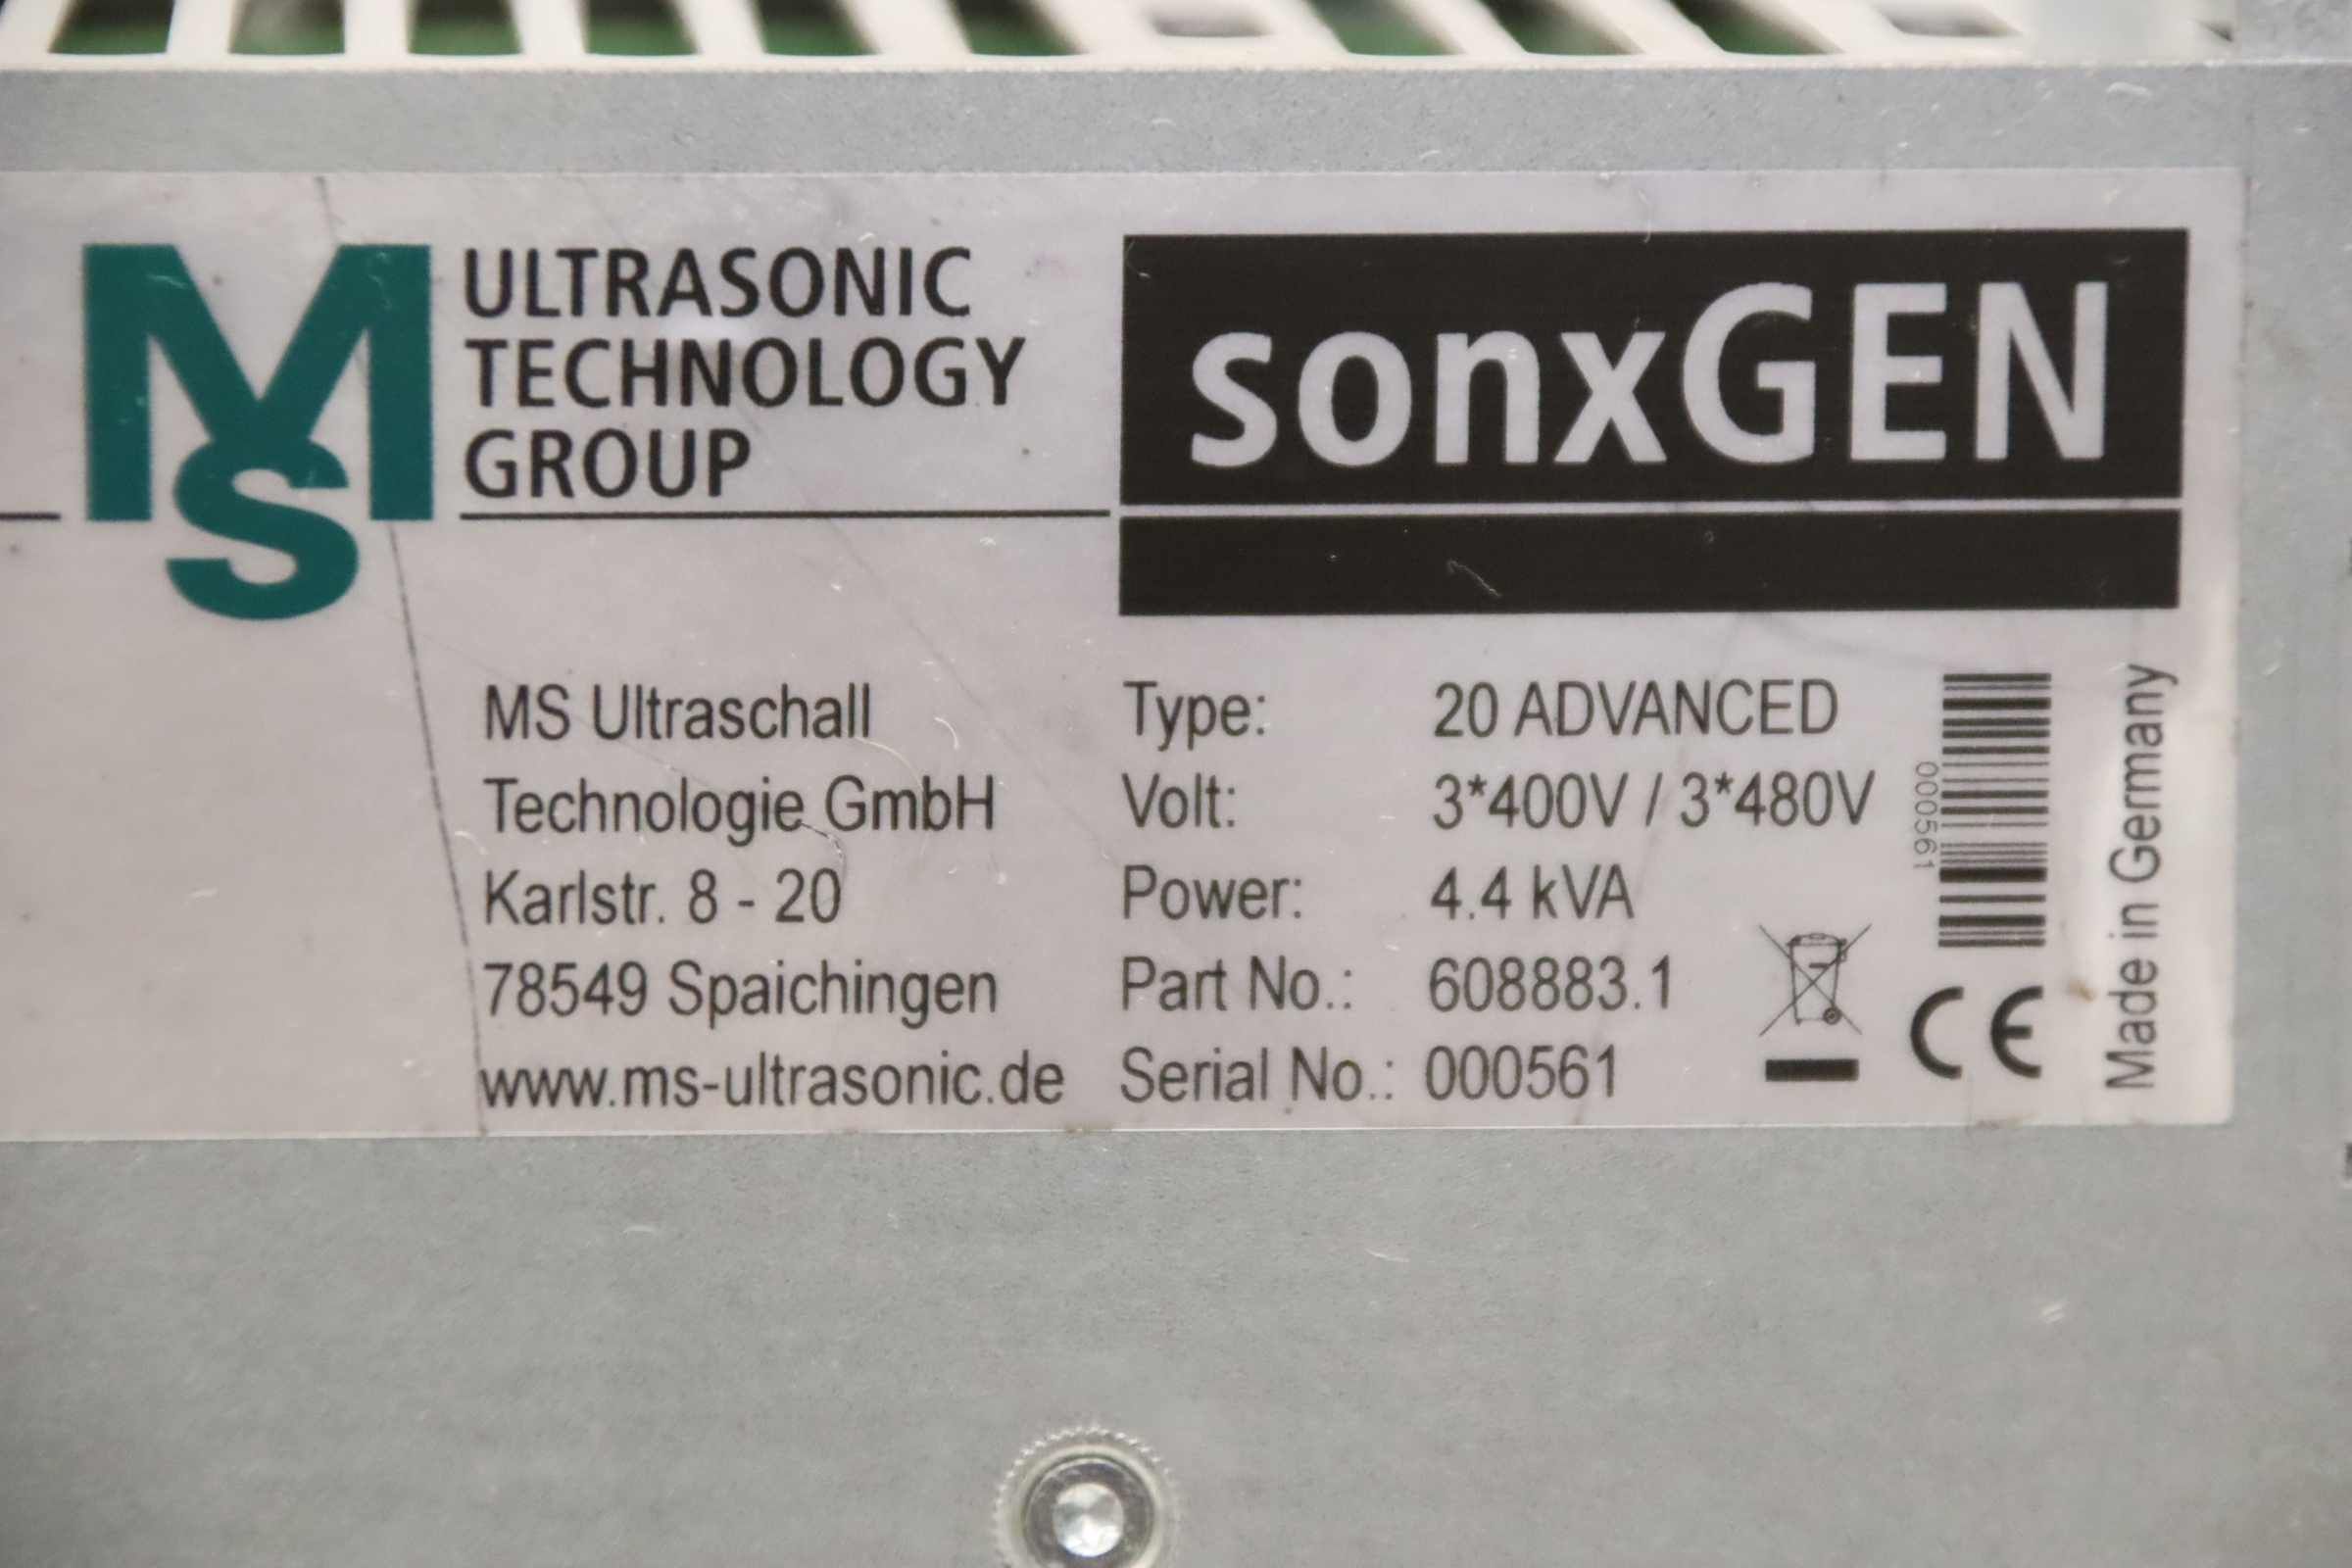 MS
ULTRASONIC
TECHNOLOGY
GROUP
sonxGEN
MS Ultraschall
Technologie GmbH
Karlstr. 8 - 20
78549 Spaichingen
www.ms-ultrasonic.de
Type: 20 ADVANCED
Volt: 3*400V / 3*480V
Power: 4.4 kVA
Part No.: 608883.1
Serial No.: 000561
000561
CE
Made in Germany